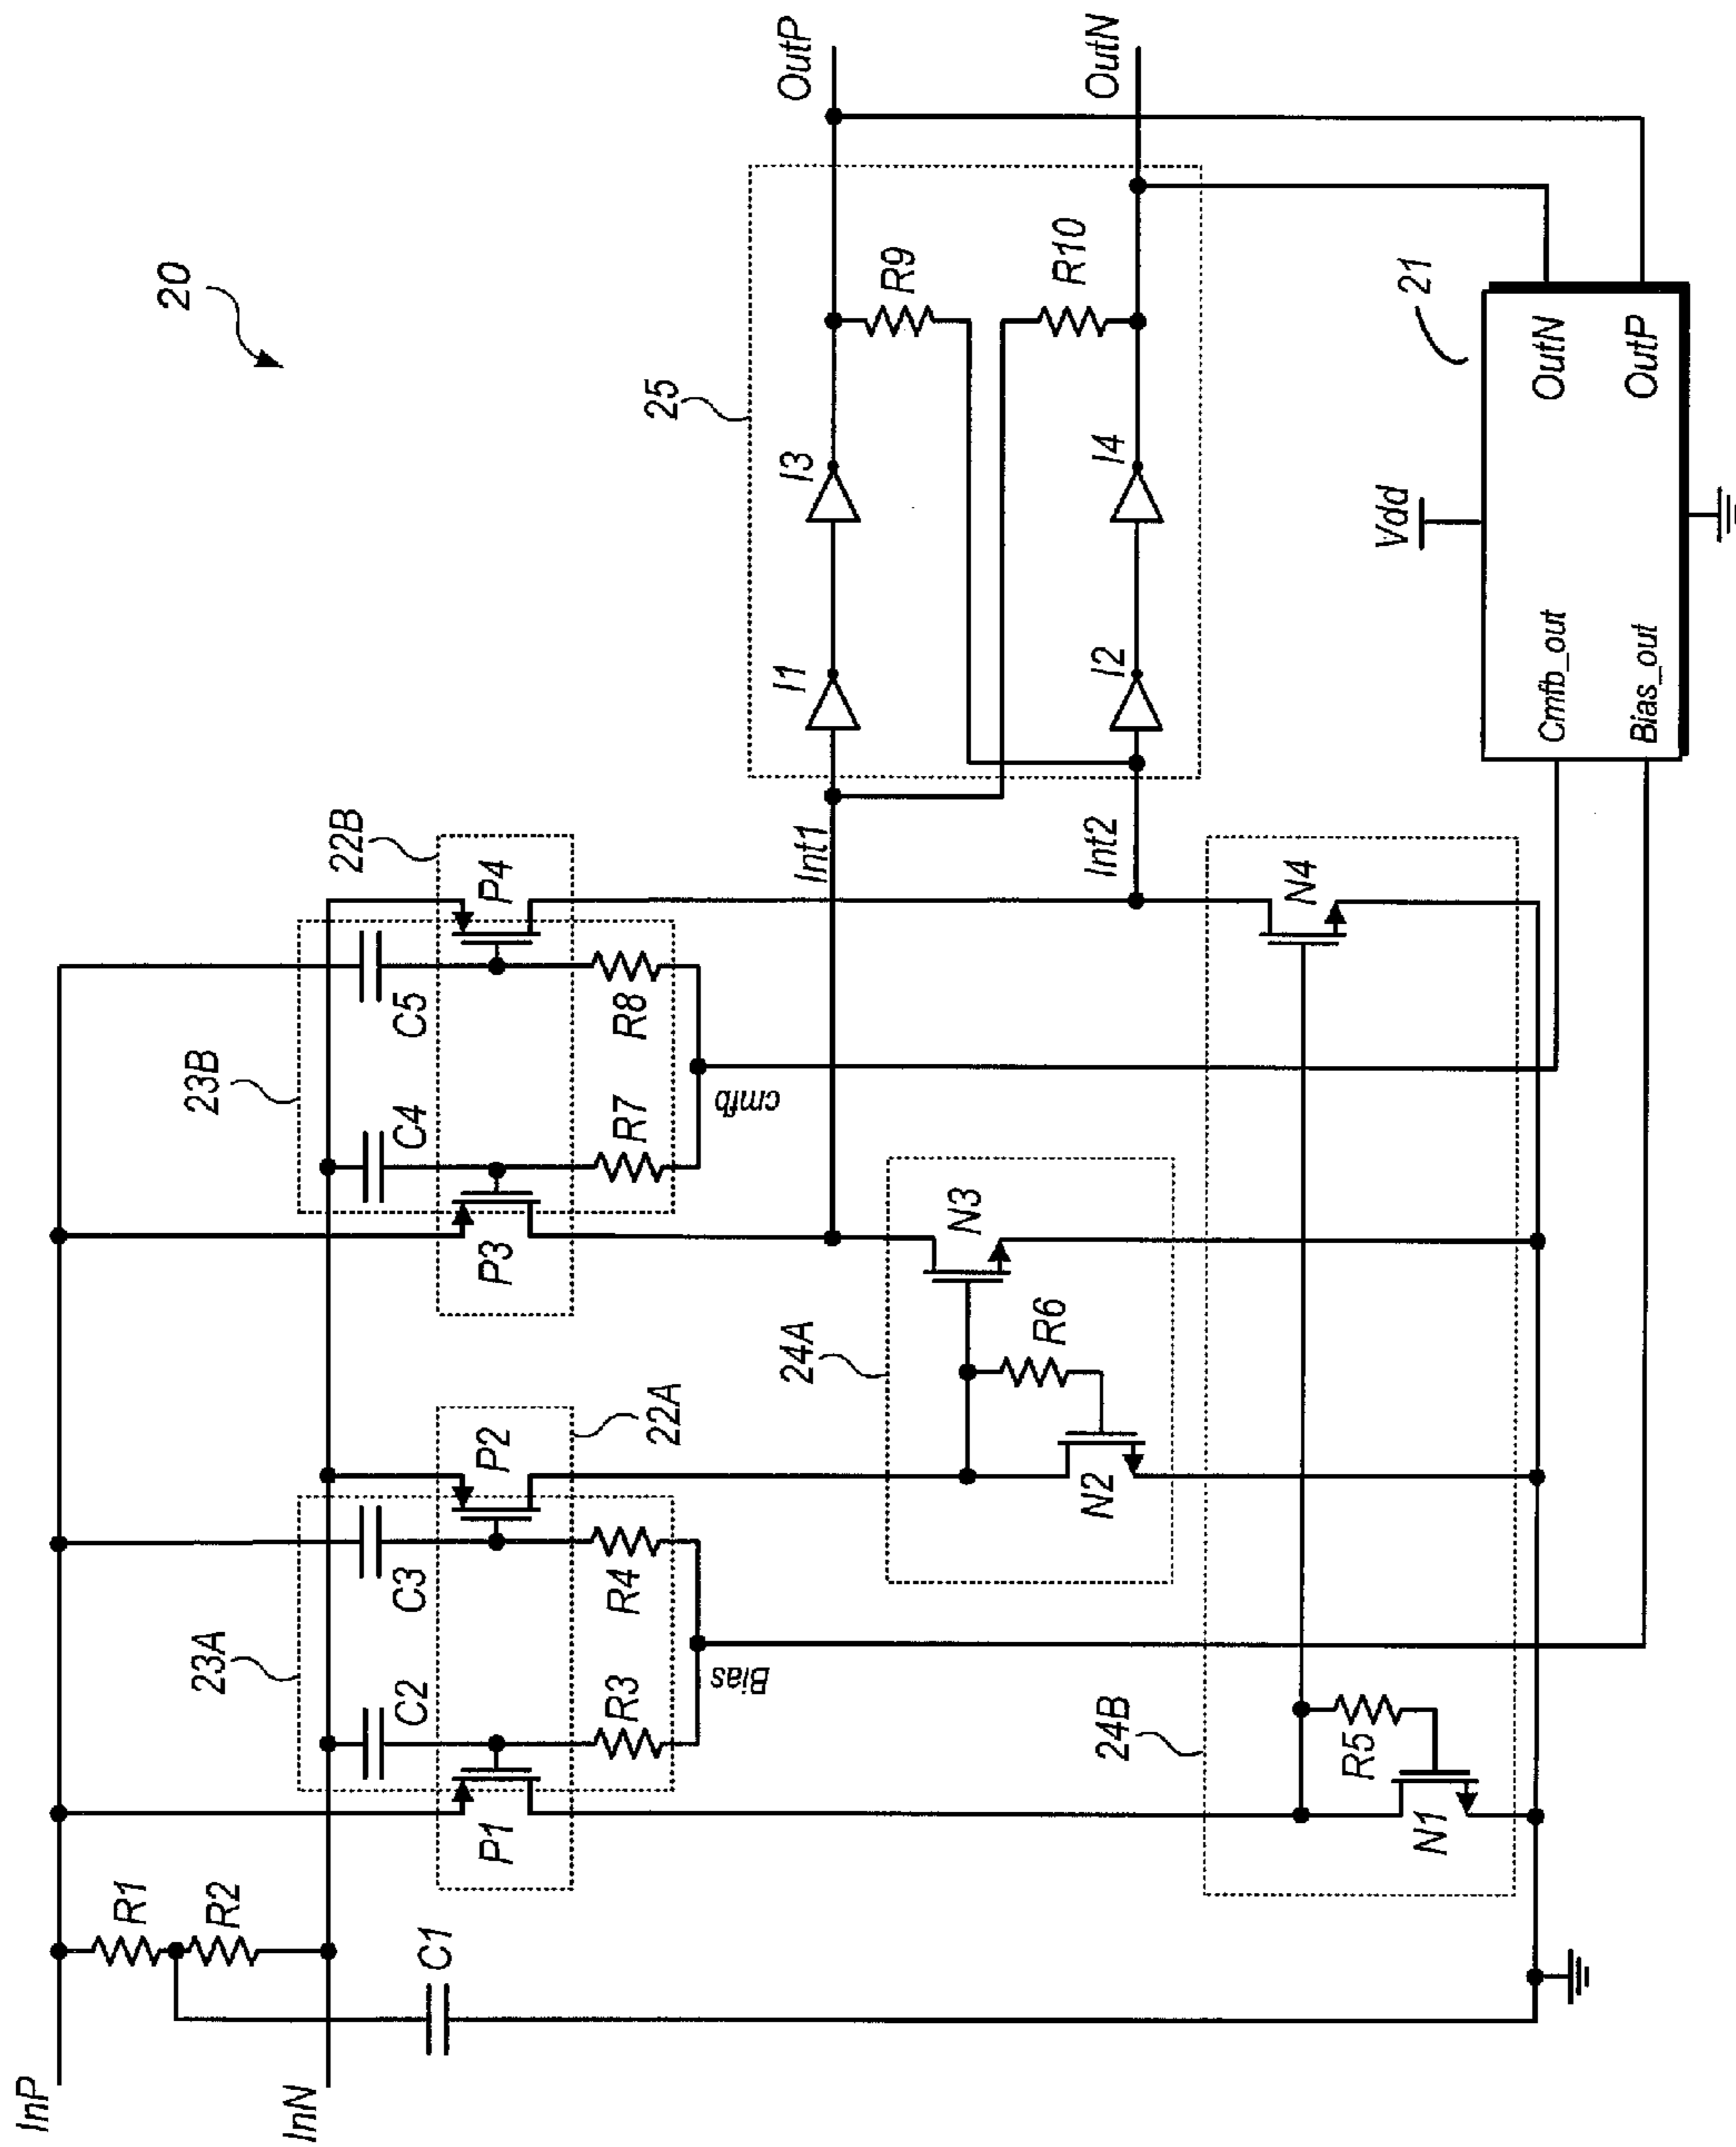 20
InP
InN
R1
R2
C1
23A
C2
C3
P1
P2
22A
R3
R4
Bias
23B
C4
C5
22B
P3
P4
R7
R8
cmfb
24A
N3
R6
N2
24B
R5
N1
N4
Int1
Int2
25
I1
I3
I2
I4
R9
R10
OutP
OutN
Vdd
21
Cmfb_out
OutN
Bias_out
OutP